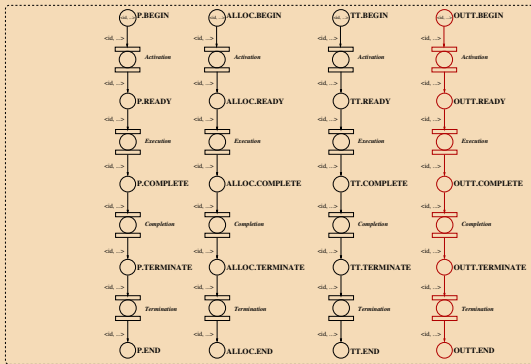 <id, ...> P.BEGIN <id, ...> ALLOC.BEGIN <id, ...> TT.BEGIN <id, ...> OUTT.BEGIN
<id, ...> <id, ...> <id, ...> <id, ...>
Activation Activation Activation Activation
<id, ...> <id, ...> <id, ...> <id, ...>
P.READY ALLOC.READY TT.READY OUTT.READY
<id, ...> <id, ...> <id, ...> <id, ...>
Execution Execution Execution Execution
<id, ...> <id, ...> <id, ...> <id, ...>
P.COMPLETE ALLOC.COMPLETE TT.COMPLETE OUTT.COMPLETE
<id, ...> <id, ...> <id, ...> <id, ...>
Completion Completion Completion Completion
<id, ...> <id, ...> <id, ...> <id, ...>
P.TERMINATE ALLOC.TERMINATE TT.TERMINATE OUTT.TERMINATE
<id, ...> <id, ...> <id, ...> <id, ...>
Termination Termination Termination Termination
<id, ...> <id, ...> <id, ...> <id, ...>
P.END ALLOC.END TT.END OUTT.END